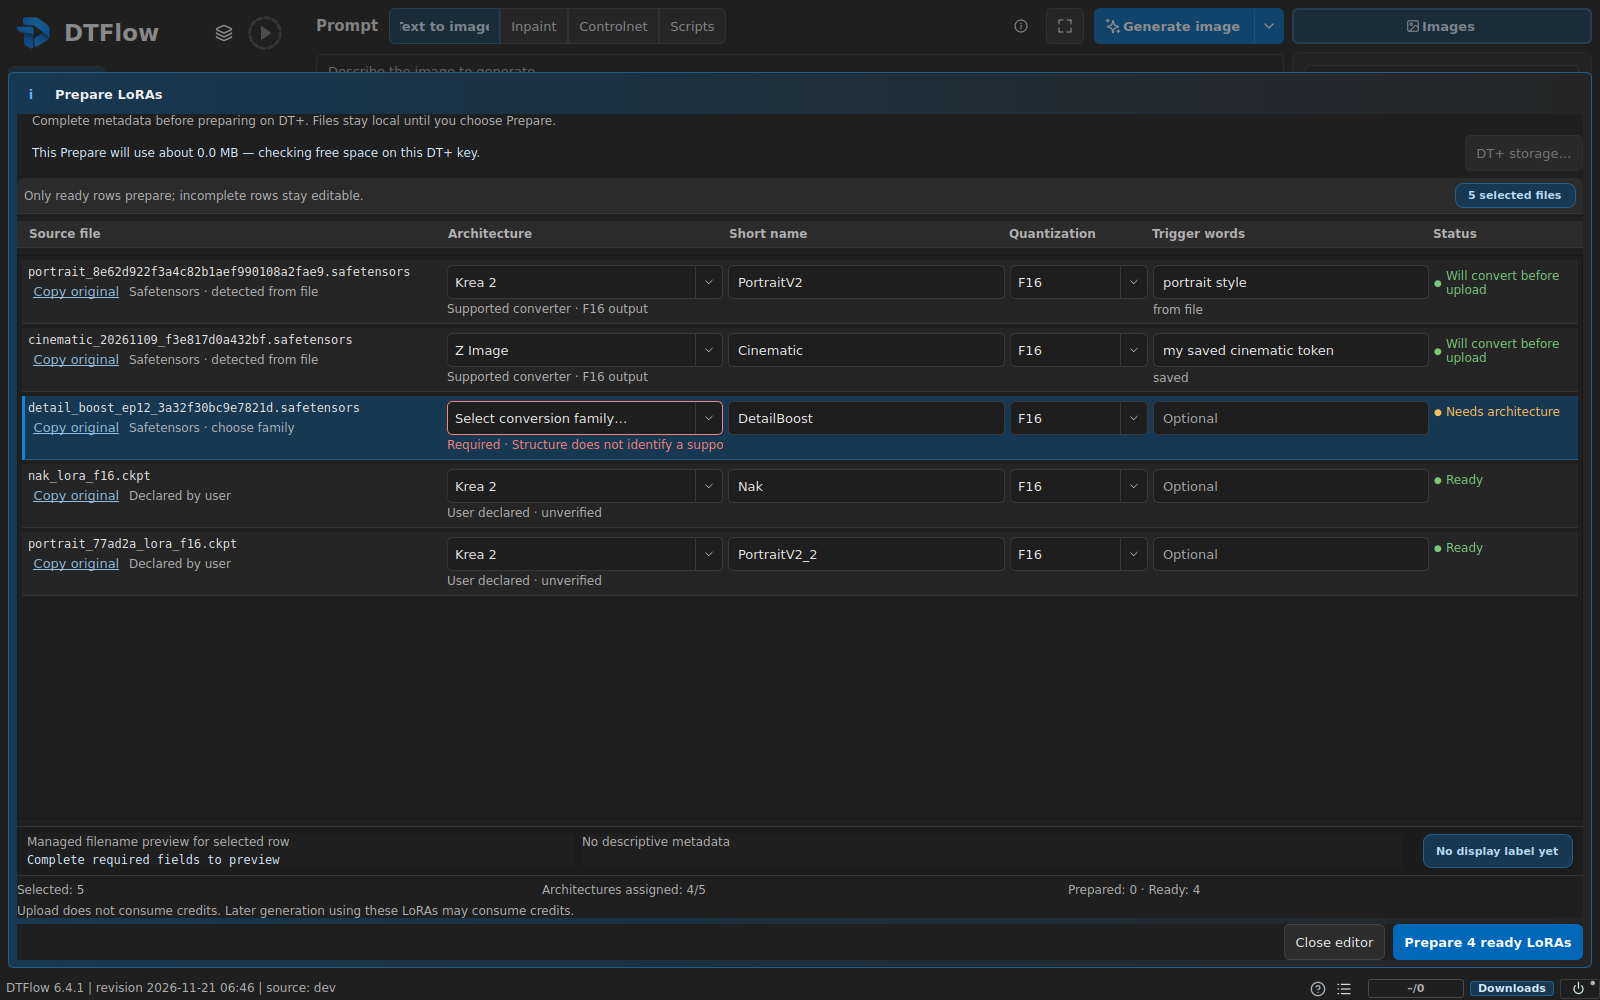 DTFlow
Prompt
Text to image
Inpaint
Controlnet
Scripts
Generate image
Images
Describe the image to generate
i
Prepare LoRAs
Complete metadata before preparing on DT+. Files stay local until you choose Prepare.
This Prepare will use about 0.0 MB — checking free space on this DT+ key.
DT+ storage…
Only ready rows prepare; incomplete rows stay editable.
5 selected files
Source file
Architecture
Short name
Quantization
Trigger words
Status
portrait_8e62d922f3a4c82b1aef990108a2fae9.safetensors
Copy original
Safetensors · detected from file
Krea 2
Supported converter · F16 output
PortraitV2
F16
portrait style
from file
Will convert before
upload
cinematic_20261109_f3e817d0a432bf.safetensors
Copy original
Safetensors · detected from file
Z Image
Supported converter · F16 output
Cinematic
F16
my saved cinematic token
saved
Will convert before
upload
detail_boost_ep12_3a32f30bc9e7821d.safetensors
Copy original
Safetensors · choose family
Select conversion family…
Required · Structure does not identify a suppo
DetailBoost
F16
Optional
Needs architecture
nak_lora_f16.ckpt
Copy original
Declared by user
Krea 2
User declared · unverified
Nak
F16
Optional
Ready
portrait_77ad2a_lora_f16.ckpt
Copy original
Declared by user
Krea 2
User declared · unverified
PortraitV2_2
F16
Optional
Ready
Managed filename preview for selected row
Complete required fields to preview
No descriptive metadata
No display label yet
Selected: 5
Architectures assigned: 4/5
Prepared: 0 · Ready: 4
Upload does not consume credits. Later generation using these LoRAs may consume credits.
Close editor
Prepare 4 ready LoRAs
DTFlow 6.4.1 | revision 2026-11-21 06:46 | source: dev
–/0
Downloads